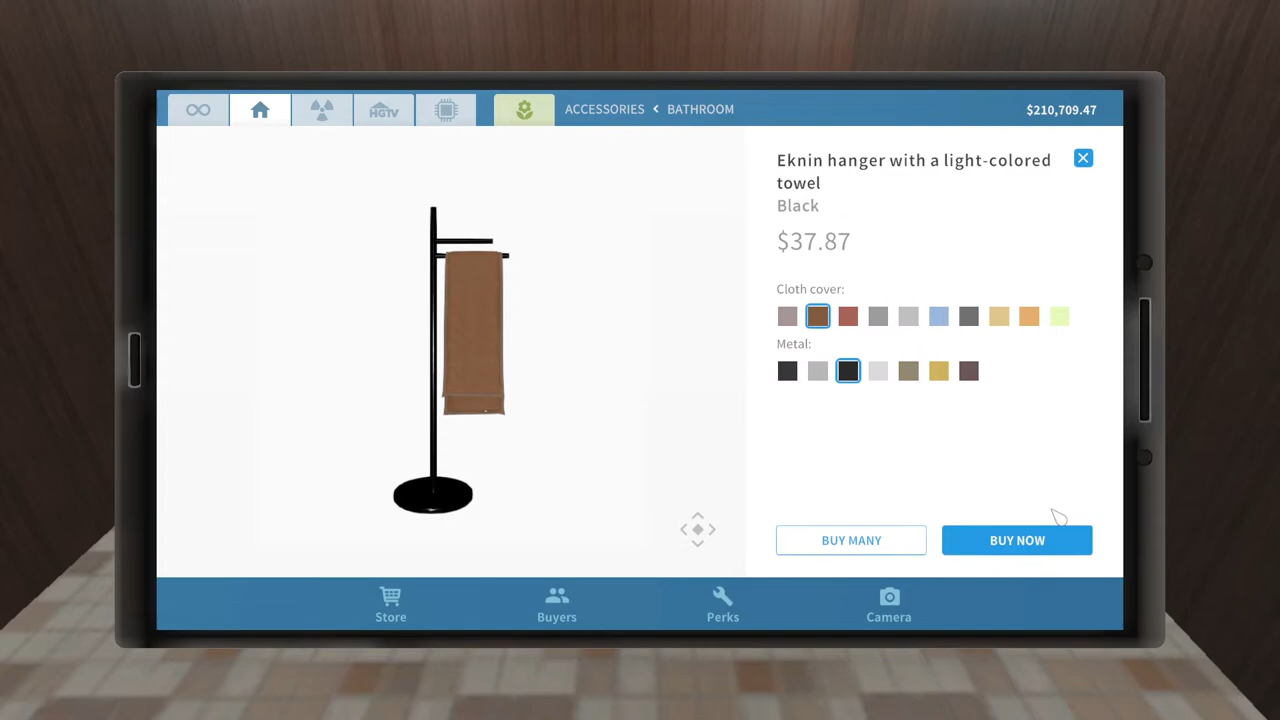 HGTV
ACCESSORIES < BATHROOM
$210,709.47
Eknin hanger with a light-colored
towel
Black
$37.87
Cloth cover:
Metal:
BUY MANY
BUY NOW
Store
Buyers
Perks
Camera